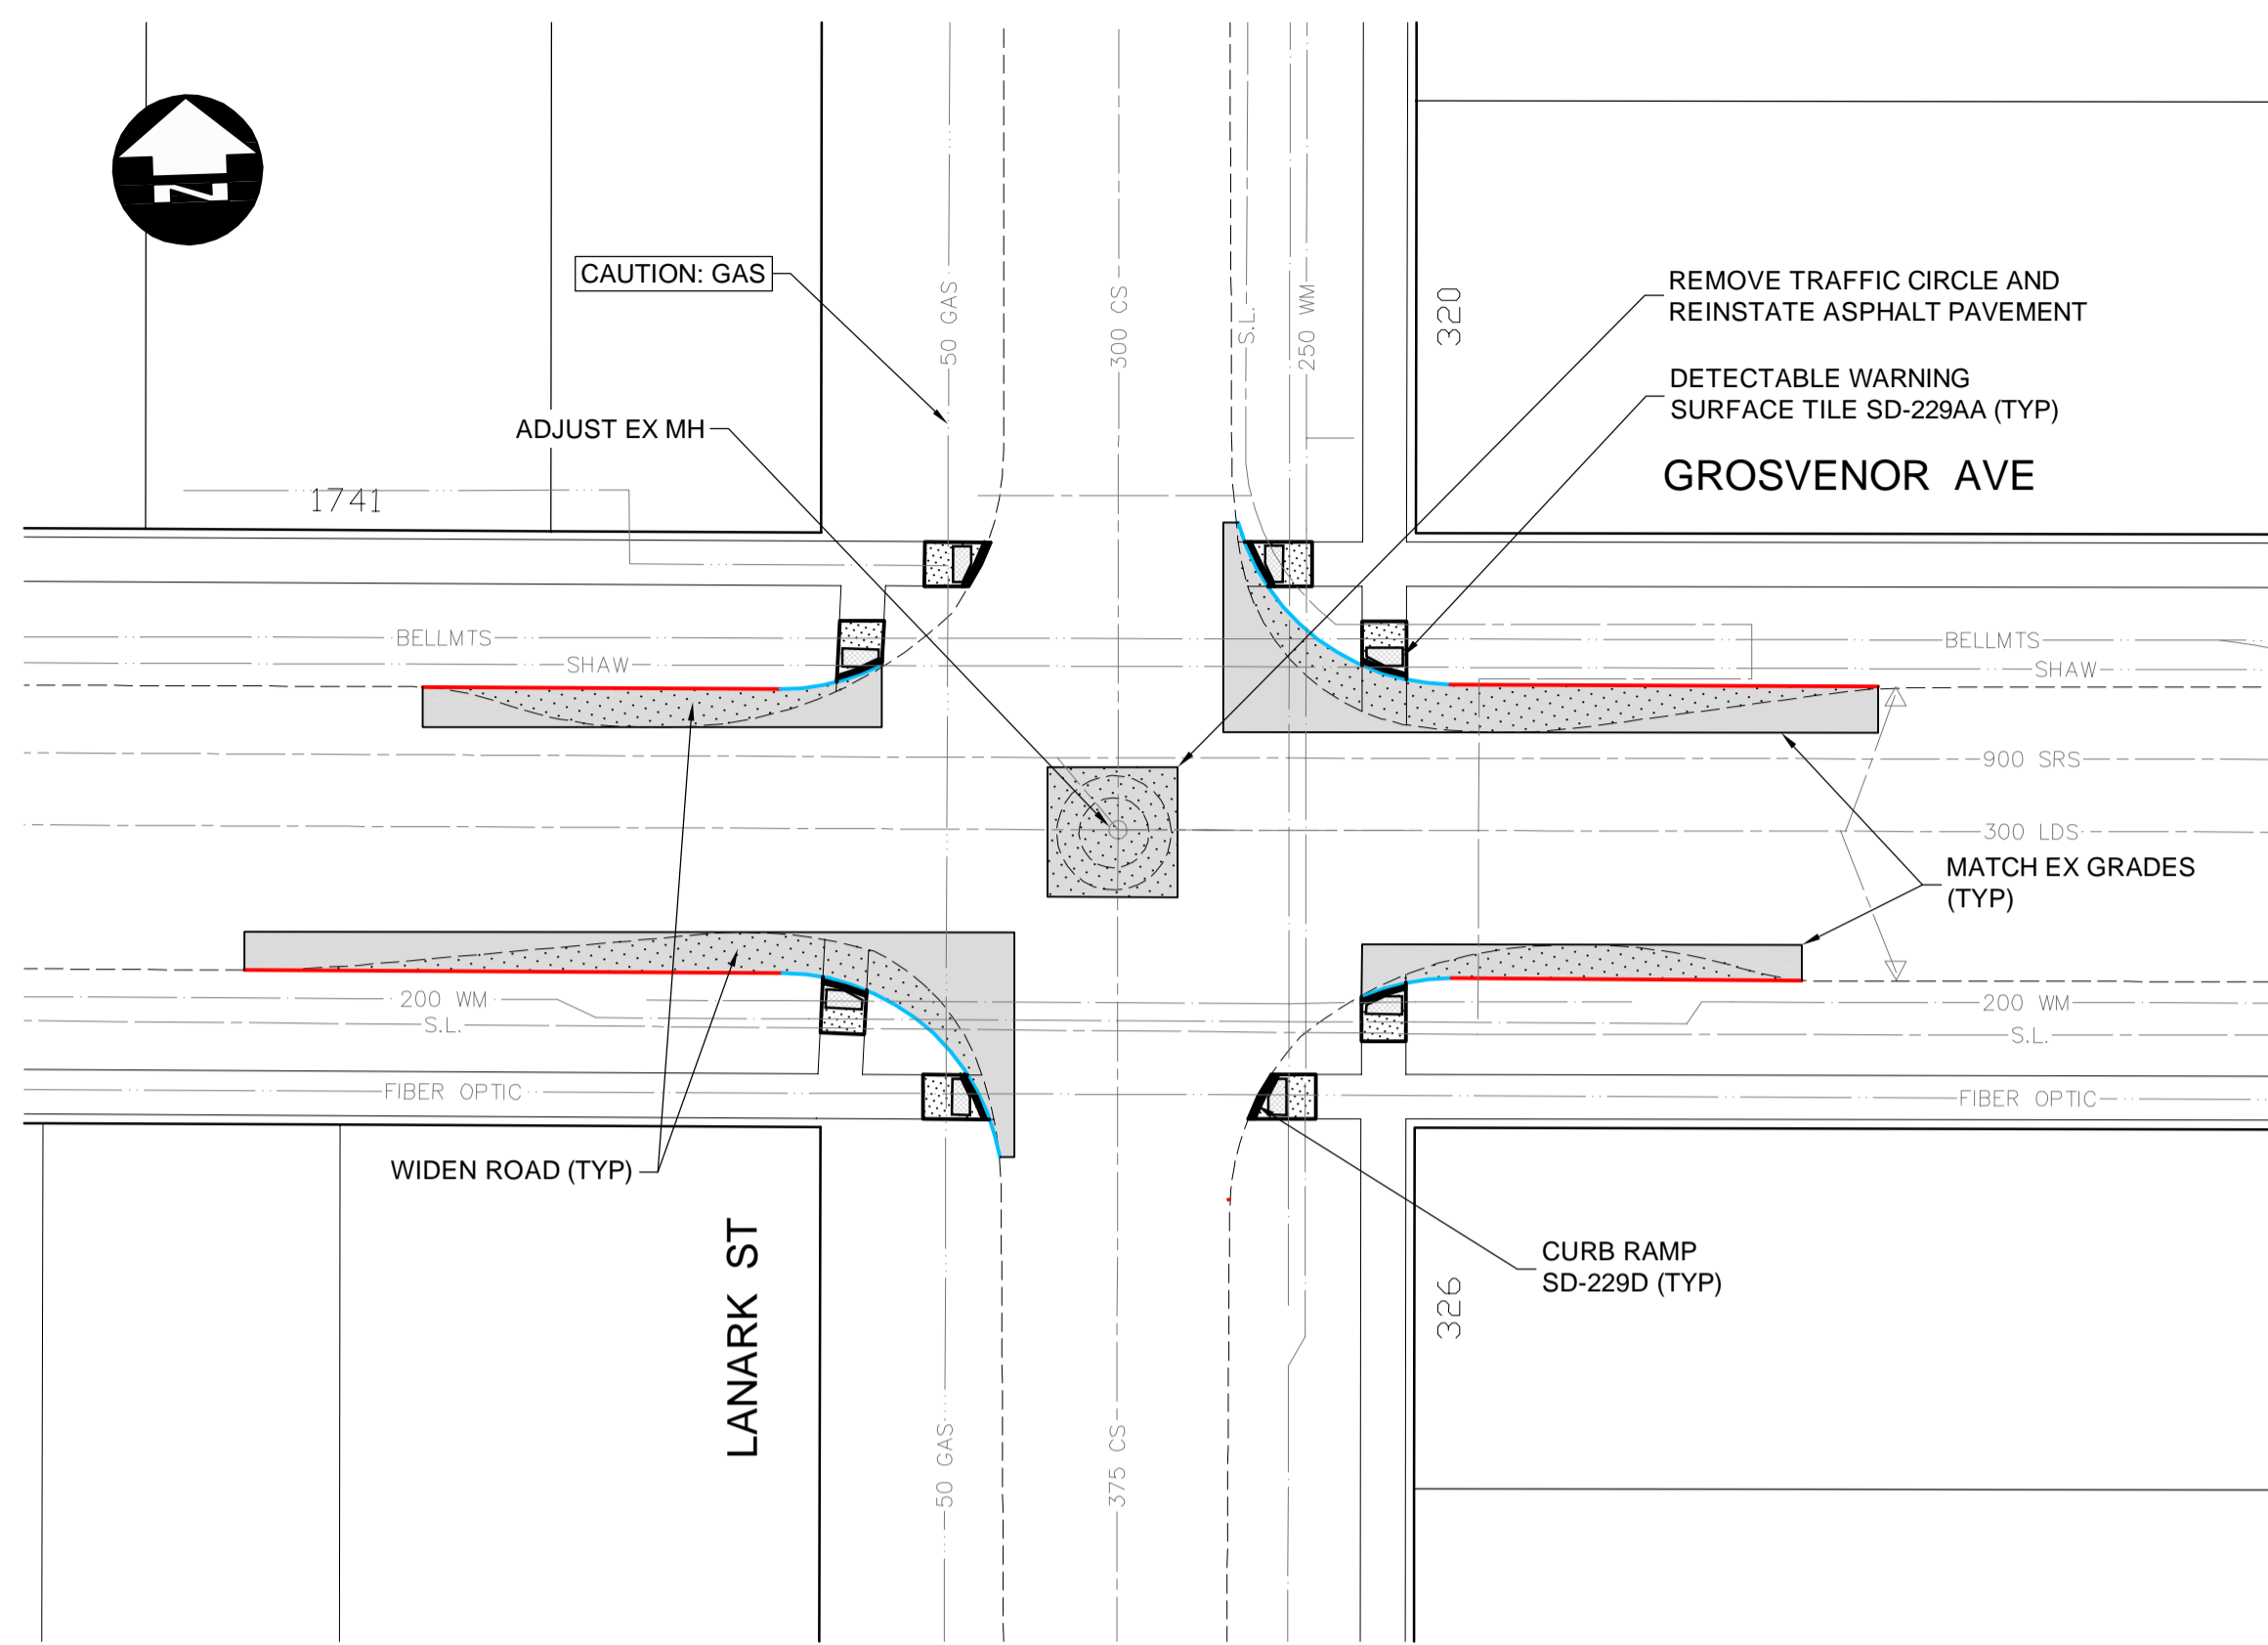 N
CAUTION: GAS
REMOVE TRAFFIC CIRCLE AND
REINSTATE ASPHALT PAVEMENT
50 GAS
300 CS
S.L.
250 WM
320
DETECTABLE WARNING
SURFACE TILE SD-229AA (TYP)
ADJUST EX MH
GROSVENOR AVE
1741
BELLMTS
BELLMTS
SHAW
SHAW
900 SRS
300 LDS
MATCH EX GRADES
(TYP)
200 WM
200 WM
S.L.
S.L.
FIBER OPTIC
FIBER OPTIC
WIDEN ROAD (TYP)
LANARK ST
CURB RAMP
SD-229D (TYP)
326
50 GAS
375 CS